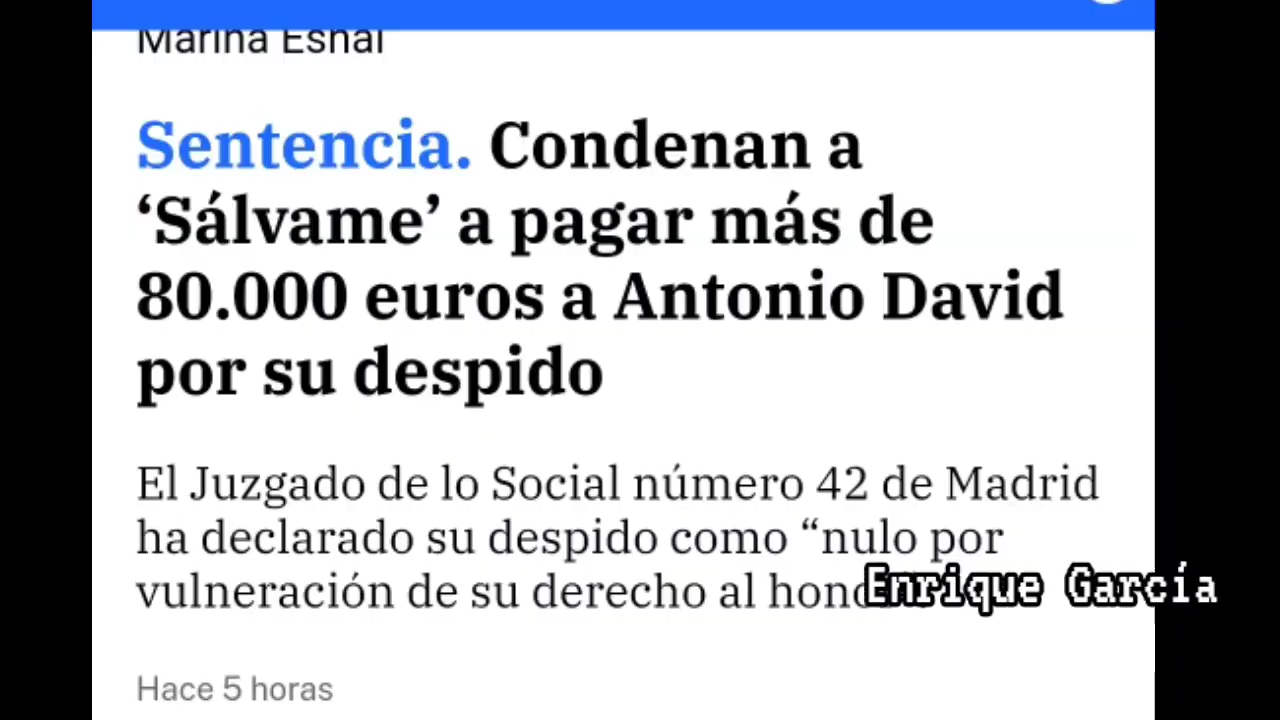 Marina Esnal
Sentencia. Condenan a
‘Sálvame’ a pagar más de
80.000 euros a Antonio David
por su despido
El Juzgado de lo Social número 42 de Madrid
ha declarado su despido como “nulo por
vulneración de su derecho al
Enrique García
Hace 5 horas